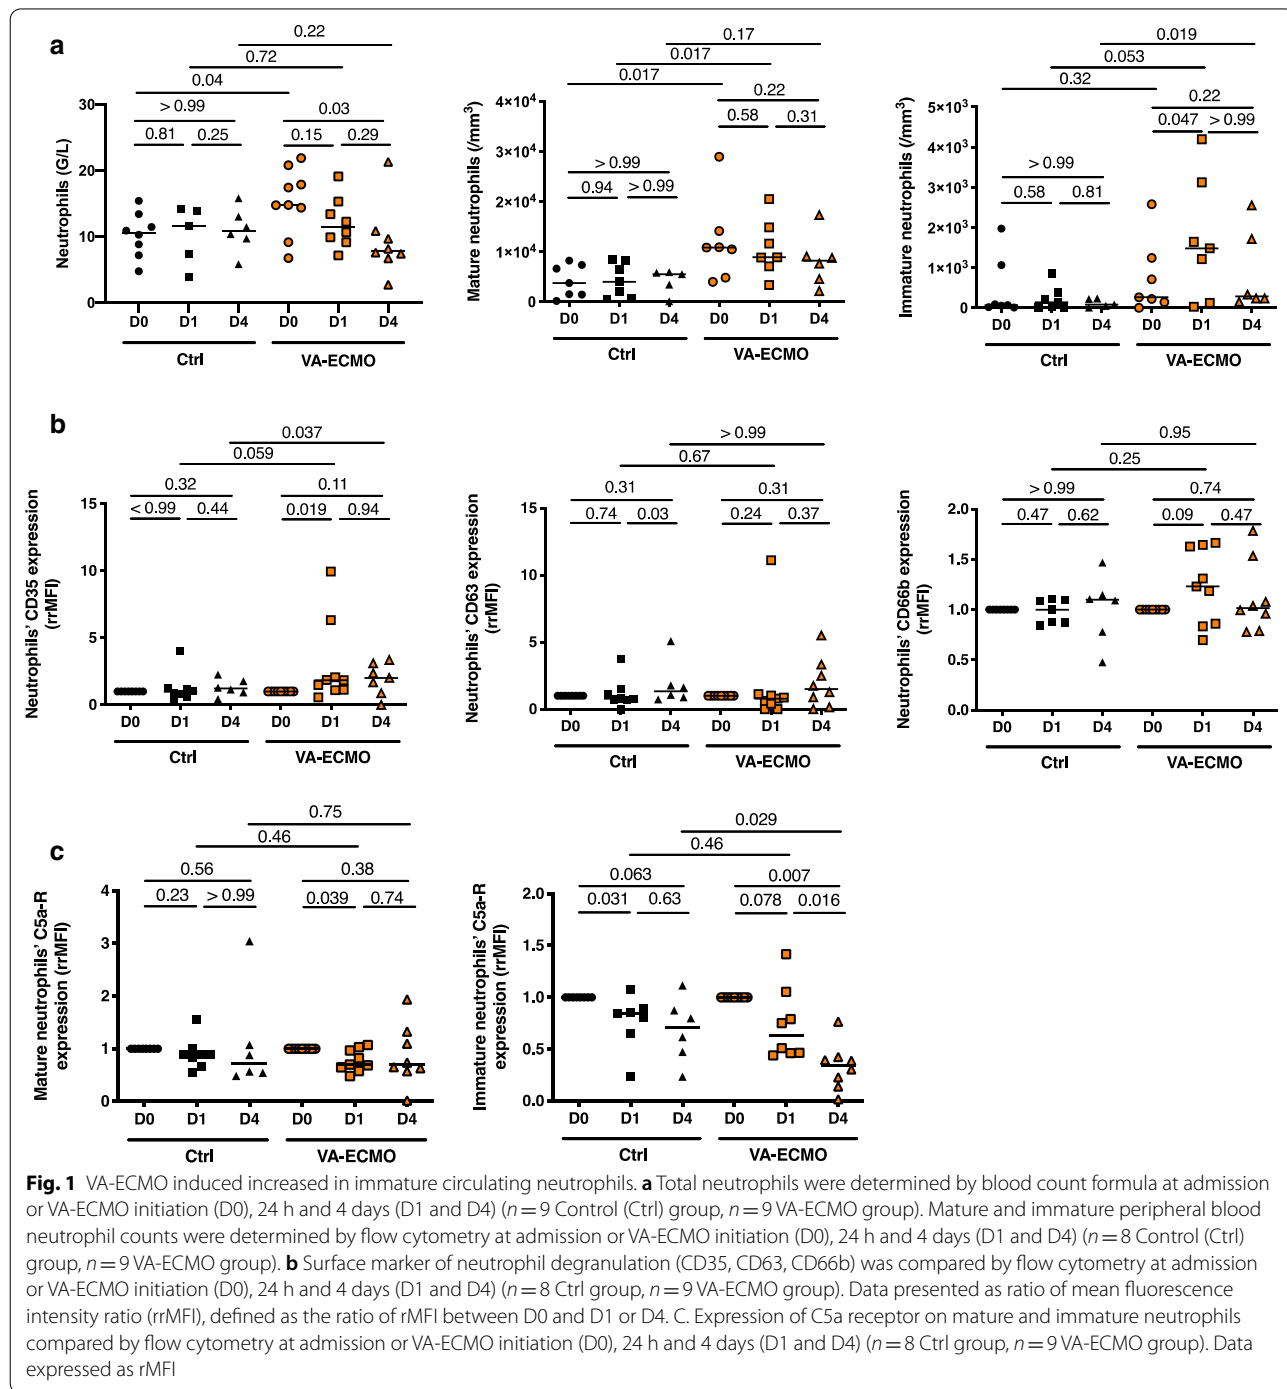 a
0.22
0.72
0.04
> 0.99
0.03
0.81
0.25
0.15
0.29
Neutrophils (G/L)
30
20
10
0
D0 D1 D4 D0 D1 D4
Ctrl VA-ECMO
0.17
0.017
0.017
0.22
0.58
0.31
> 0.99
0.94
> 0.99
Mature neutrophils (/mm³)
4×10⁴
3×10⁴
2×10⁴
1×10⁴
0
D0 D1 D4 D0 D1 D4
Ctrl VA-ECMO
0.019
0.053
0.32
0.22
0.047
> 0.99
> 0.99
0.58
0.81
Immature neutrophils (/mm³)
5×10³
4×10³
3×10³
2×10³
1×10³
0
D0 D1 D4 D0 D1 D4
Ctrl VA-ECMO
b
0.037
0.059
0.32
0.11
< 0.99
0.44
0.019
0.94
Neutrophils’ CD35 expression
(rrMFI)
15
10
5
0
D0 D1 D4 D0 D1 D4
Ctrl VA-ECMO
> 0.99
0.67
0.31
0.31
0.74
0.03
0.24
0.37
Neutrophils’ CD63 expression
(rrMFI)
15
10
5
0
D0 D1 D4 D0 D1 D4
Ctrl VA-ECMO
0.95
0.25
> 0.99
0.74
0.47
0.62
0.09
0.47
Neutrophils’ CD66b expression
(rrMFI)
2.0
1.5
1.0
0.5
0.0
D0 D1 D4 D0 D1 D4
Ctrl VA-ECMO
c
0.75
0.46
0.56
0.38
0.23
> 0.99
0.039
0.74
Mature neutrophils’ C5a-R
expression (rrMFI)
4
3
2
1
0
D0 D1 D4 D0 D1 D4
Ctrl VA-ECMO
0.029
0.46
0.063
0.007
0.031
0.63
0.078
0.016
Immature neutrophils’ C5a-R
expression (rrMFI)
2.0
1.5
1.0
0.5
0.0
D0 D1 D4 D0 D1 D4
Ctrl VA-ECMO
Fig. 1 VA-ECMO induced increased in immature circulating neutrophils. a Total neutrophils were determined by blood count formula at admission
or VA-ECMO initiation (D0), 24 h and 4 days (D1 and D4) (n = 9 Control (Ctrl) group, n = 9 VA-ECMO group). Mature and immature peripheral blood
neutrophil counts were determined by flow cytometry at admission or VA-ECMO initiation (D0), 24 h and 4 days (D1 and D4) (n = 8 Control (Ctrl)
group, n = 9 VA-ECMO group). b Surface marker of neutrophil degranulation (CD35, CD63, CD66b) was compared by flow cytometry at admission
or VA-ECMO initiation (D0), 24 h and 4 days (D1 and D4) (n = 8 Ctrl group, n = 9 VA-ECMO group). Data presented as ratio of mean fluorescence
intensity ratio (rrMFI), defined as the ratio of rMFI between D0 and D1 or D4. C. Expression of C5a receptor on mature and immature neutrophils
compared by flow cytometry at admission or VA-ECMO initiation (D0), 24 h and 4 days (D1 and D4) (n = 8 Ctrl group, n = 9 VA-ECMO group). Data
expressed as rMFI